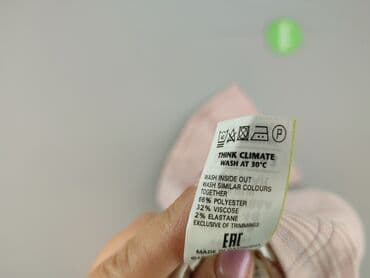 P
THINK CLIMATE
WASH AT 30°C
WASH INSIDE OUT
WASH SIMILAR COLOURS
TOGETHER
66% POLYESTER
32% VISCOSE
2% ELASTANE
EXCLUSIVE OF TRIMMINGS
EAC
MADE